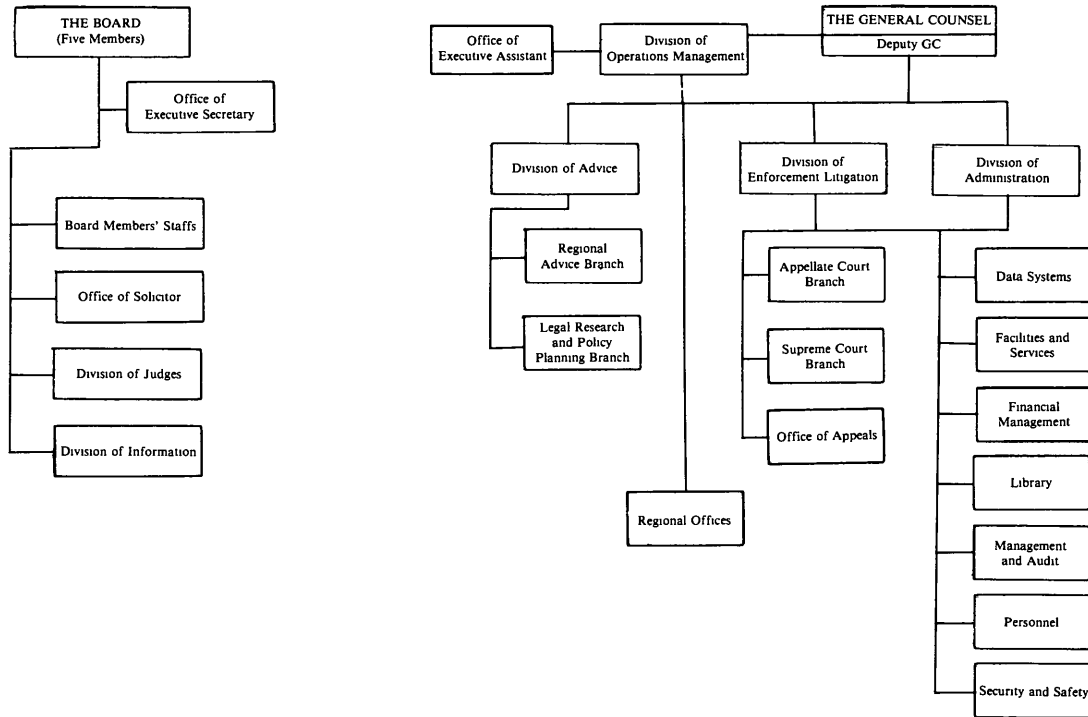 THE BOARD
(Five Members)
Office of
Executive Secretary
Board Members' Staffs
Office of Solicitor
Division of Judges
Division of Information
Office of
Executive Assistant
Division of
Operations Management
THE GENERAL COUNSEL
Deputy GC
Division of Advice
Division of
Enforcement Litigation
Division of
Administration
Regional
Advice Branch
Legal Research
and Policy
Planning Branch
Appellate Court
Branch
Supreme Court
Branch
Office of Appeals
Regional Offices
Data Systems
Facilities and
Services
Financial
Management
Library
Management
and Audit
Personnel
Security and Safety